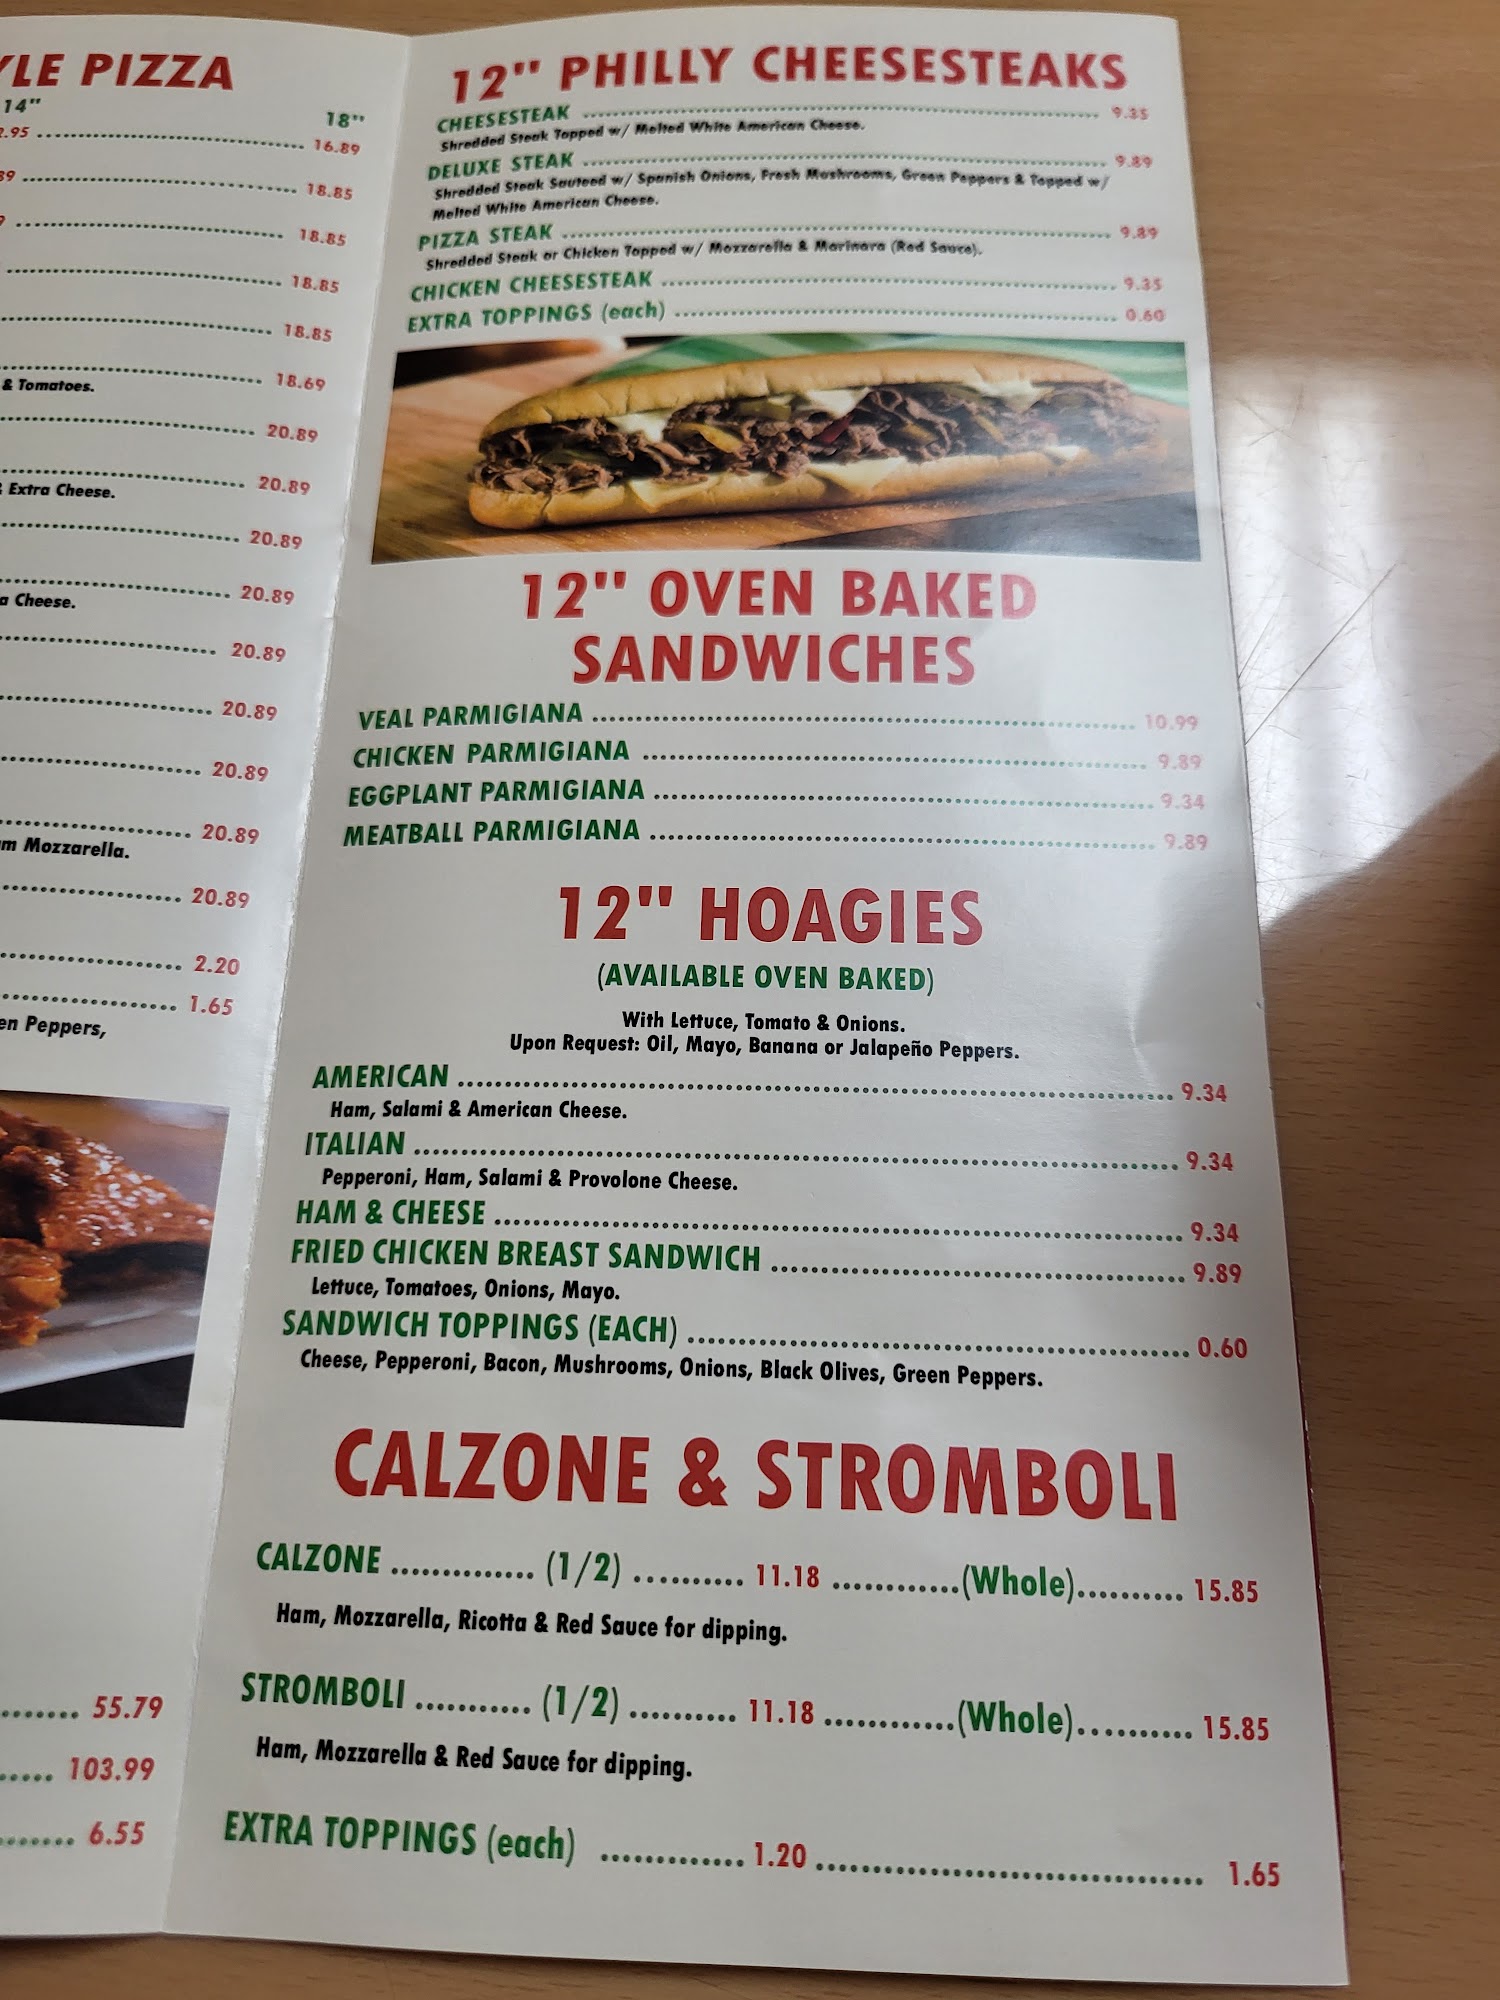 YLE PIZZA
14" 18"
2.95 ........ 16.89
89 ........ 18.85
9 ........ 18.85
........ 18.85
........ 18.85
........ 18.69
& Tomatoes.
........ 20.89
........ 20.89
& Extra Cheese.
........ 20.89
........ 20.89
a Cheese.
........ 20.89
........ 20.89
........ 20.89
........ 20.89
m Mozzarella.
........ 20.89
........ 2.20
........ 1.65
en Peppers,
........ 55.79
..... 103.99
........ 6.55
12" PHILLY CHEESESTEAKS
CHEESESTEAK ........ 9.35
Shredded Steak Topped w/ Melted White American Cheese.
DELUXE STEAK ........ 9.89
Shredded Steak Sauteed w/ Spanish Onions, Fresh Mushrooms, Green Peppers & Topped w/
Melted White American Cheese.
PIZZA STEAK ........ 9.89
Shredded Steak or Chicken Topped w/ Mozzarella & Marinara (Red Sauce).
CHICKEN CHEESESTEAK ........ 9.35
EXTRA TOPPINGS (each) ........ 0.60
12" OVEN BAKED
SANDWICHES
VEAL PARMIGIANA ........ 10.99
CHICKEN PARMIGIANA ........ 9.89
EGGPLANT PARMIGIANA ........ 9.34
MEATBALL PARMIGIANA ........ 9.89
12" HOAGIES
(AVAILABLE OVEN BAKED)
With Lettuce, Tomato & Onions.
Upon Request: Oil, Mayo, Banana or Jalapeño Peppers.
AMERICAN ........ 9.34
Ham, Salami & American Cheese.
ITALIAN ........ 9.34
Pepperoni, Ham, Salami & Provolone Cheese.
HAM & CHEESE ........ 9.34
FRIED CHICKEN BREAST SANDWICH ........ 9.89
Lettuce, Tomatoes, Onions, Mayo.
SANDWICH TOPPINGS (EACH) ........ 0.60
Cheese, Pepperoni, Bacon, Mushrooms, Onions, Black Olives, Green Peppers.
CALZONE & STROMBOLI
CALZONE .............. (1/2) .......... 11.18 ............(Whole).......... 15.85
Ham, Mozzarella, Ricotta & Red Sauce for dipping.
STROMBOLI ........... (1/2) .......... 11.18 ............(Whole).......... 15.85
Ham, Mozzarella & Red Sauce for dipping.
EXTRA TOPPINGS (each) ............. 1.20 ........ 1.65